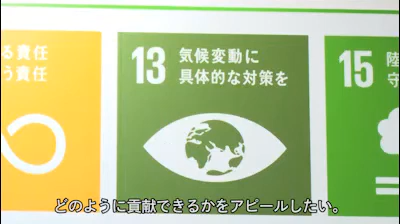 る責任
う責任
13 気候変動に
具体的な対策を
15 陸
守
どのように貢献できるかをアピールしたい。